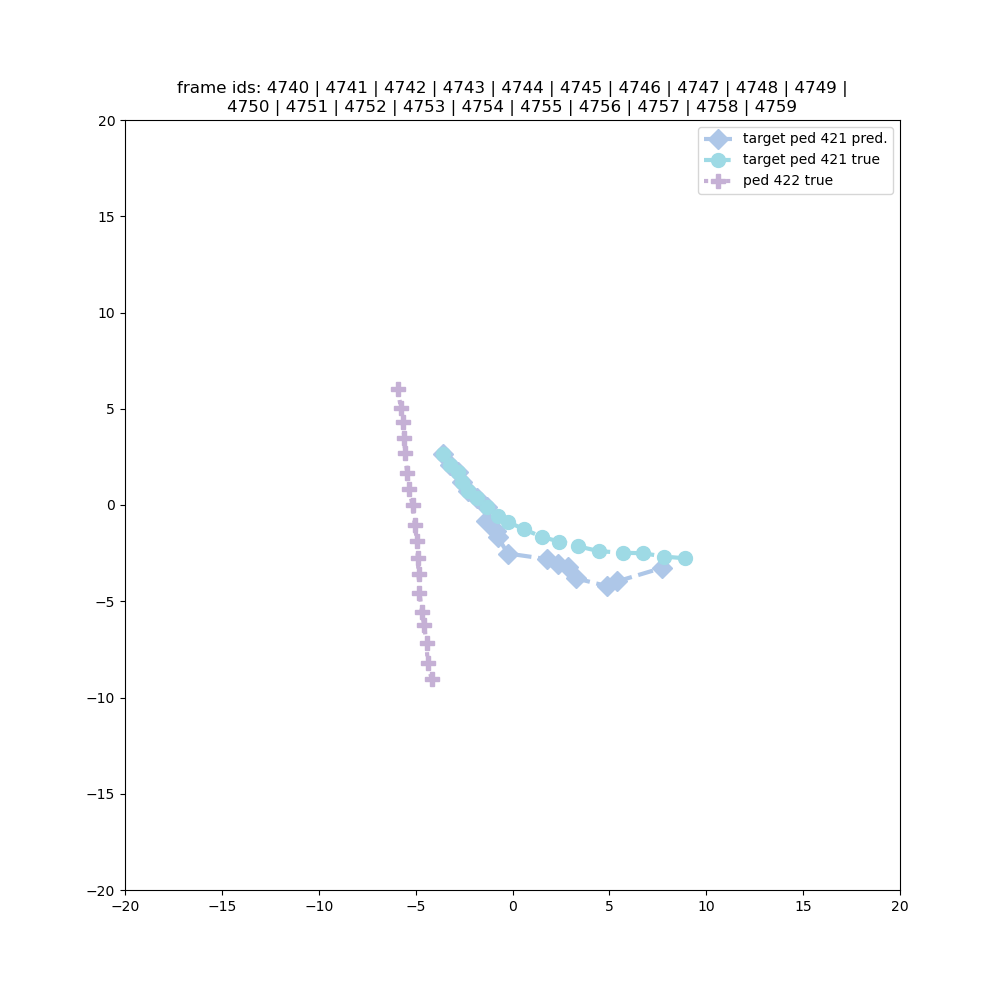 frame ids: 4740 | 4741 | 4742 | 4743 | 4744 | 4745 | 4746 | 4747 | 4748 | 4749 |
4750 | 4751 | 4752 | 4753 | 4754 | 4755 | 4756 | 4757 | 4758 | 4759
target ped 421 pred.
target ped 421 true
ped 422 true
20
15
10
5
0
−5
−10
−15
−20
−20 −15 −10 −5 0 5 10 15 20